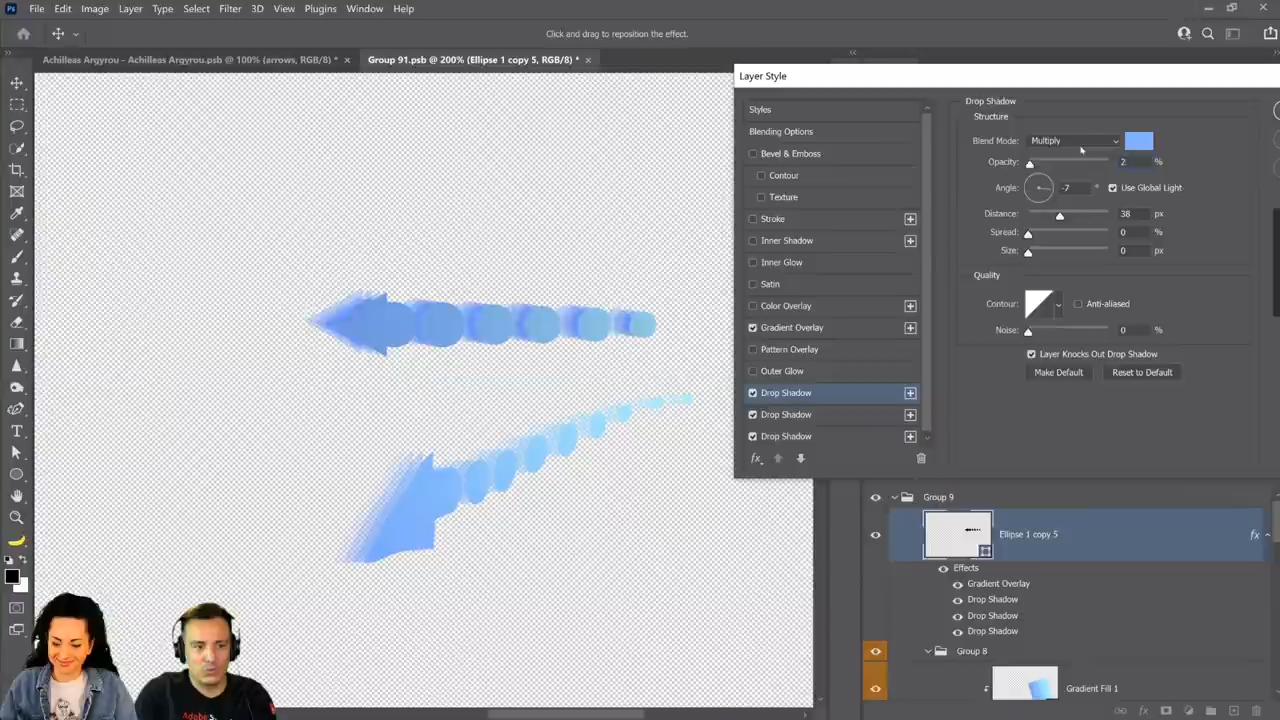 Ps File Edit Image Layer Type Select Filter 3D View Plugins Window Help
Click and drag to reposition the effect.
Achilleas Argyrou - Achilleas Argyrou.psb @ 100% (arrows, RGB/8) * × Group 91.psb @ 200% (Ellipse 1 copy 5, RGB/8) * ×
Layer Style
Styles
Blending Options
Bevel & Emboss
Contour
Texture
Stroke
Inner Shadow
Inner Glow
Satin
Color Overlay
Gradient Overlay
Pattern Overlay
Outer Glow
Drop Shadow
Drop Shadow
Drop Shadow
fx
Drop Shadow
Structure
Blend Mode: Multiply
Opacity: 2 %
Angle: -7 ° Use Global Light
Distance: 38 px
Spread: 0 %
Size: 0 px
Quality
Contour: Anti-aliased
Noise: 0 %
Layer Knocks Out Drop Shadow
Make Default Reset to Default
Group 9
Ellipse 1 copy 5 fx
Effects
Gradient Overlay
Drop Shadow
Drop Shadow
Drop Shadow
Group 8
Gradient Fill 1
fx